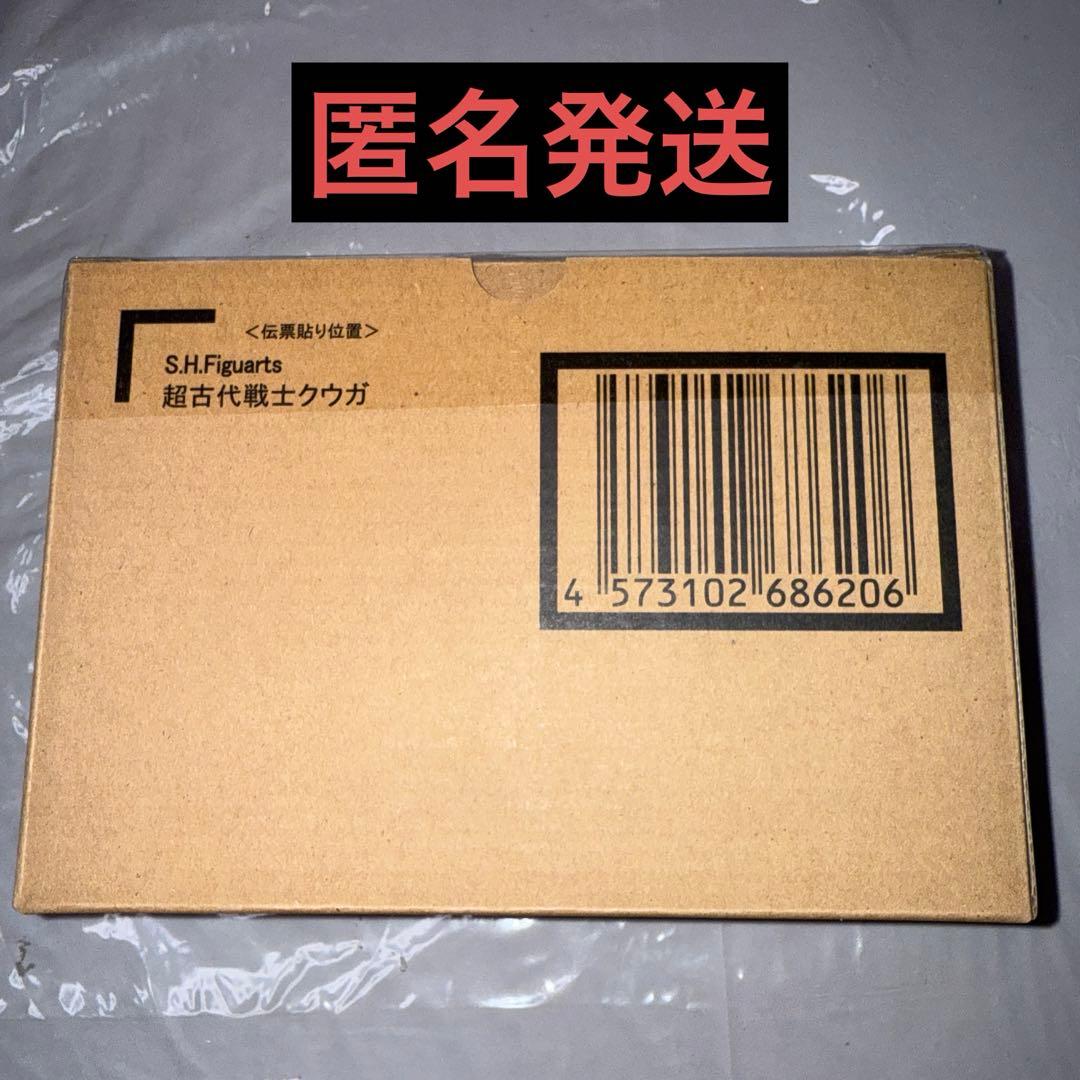 匿名発送
＜伝票貼り位置＞
S.H.Figuarts
超古代戦士クウガ
4 573102 686206